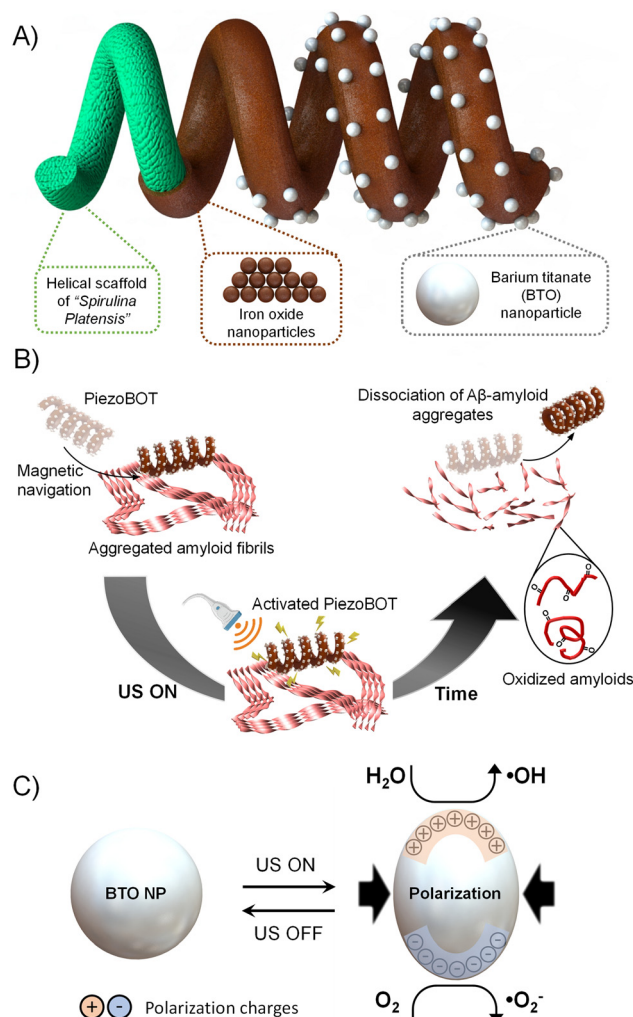 A)
Helical scaffold
of “Spirulina
Platensis”
Iron oxide
nanoparticles
Barium titanate
(BTO)
nanoparticle
B)
PiezoBOT
Magnetic
navigation
Aggregated amyloid fibrils
Dissociation of Aβ-amyloid
aggregates
US ON
Activated PiezoBOT
Time
O
O
O
O
O
O
Oxidized amyloids
C)
H₂O
•OH
BTO NP
US ON
US OFF
Polarization
+ + + + + + +
- - - - - - -
O₂
•O₂⁻
+ - Polarization charges